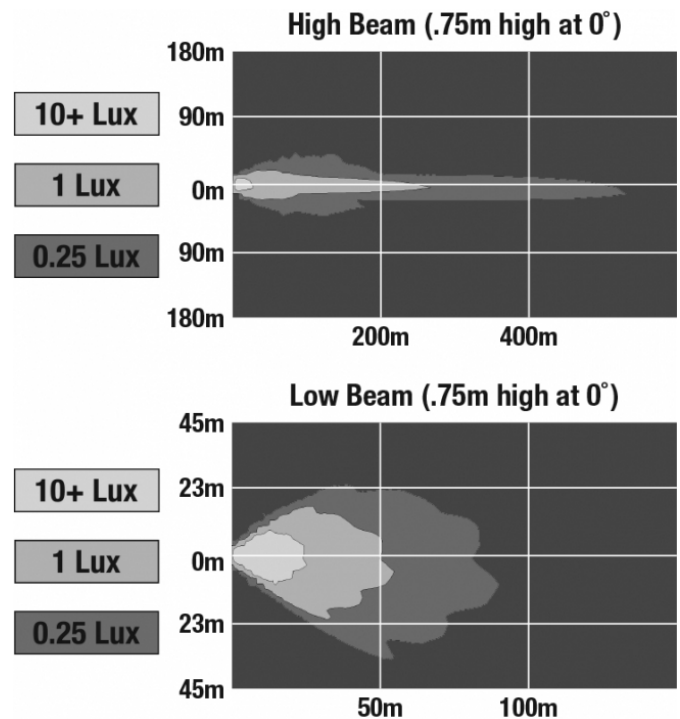 High Beam (.75m high at 0°)
180m
10+ Lux
90m
1 Lux
0m
0.25 Lux
90m
180m
200m 400m
Low Beam (.75m high at 0°)
45m
10+ Lux
23m
1 Lux
0m
0.25 Lux
23m
45m
50m 100m